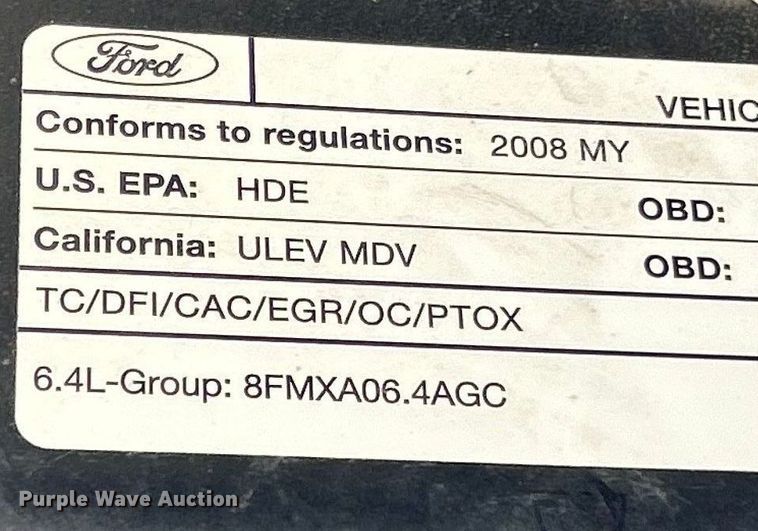 Ford
VEHIC
Conforms to regulations: 2008 MY
U.S. EPA: HDE OBD:
California: ULEV MDV OBD:
TC/DFI/CAC/EGR/OC/PTOX
6.4L-Group: 8FMXA06.4AGC
Purple Wave Auction